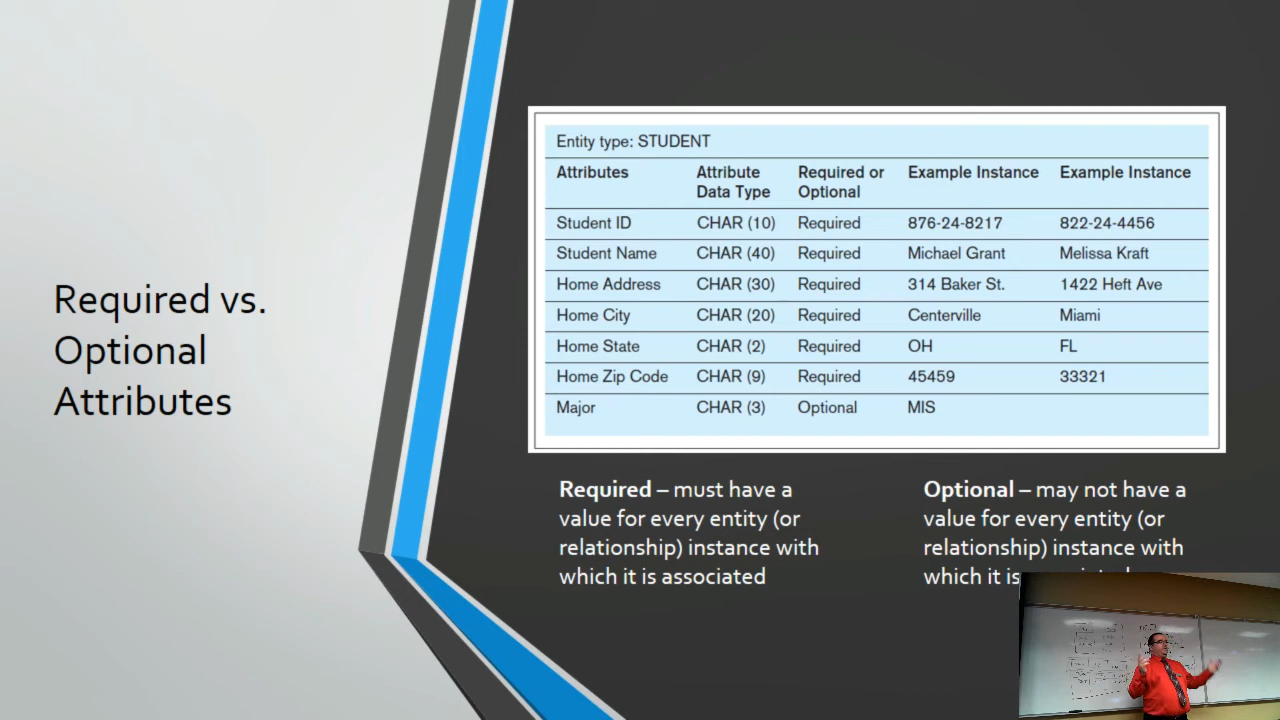 Required vs.
Optional
Attributes
Entity type: STUDENT
Attributes Attribute Data Type Required or Optional Example Instance Example Instance
Student ID CHAR (10) Required 876-24-8217 822-24-4456
Student Name CHAR (40) Required Michael Grant Melissa Kraft
Home Address CHAR (30) Required 314 Baker St. 1422 Heft Ave
Home City CHAR (20) Required Centerville Miami
Home State CHAR (2) Required OH FL
Home Zip Code CHAR (9) Required 45459 33321
Major CHAR (3) Optional MIS
Required – must have a
value for every entity (or
relationship) instance with
which it is associated
Optional – may not have a
value for every entity (or
relationship) instance with
which it is